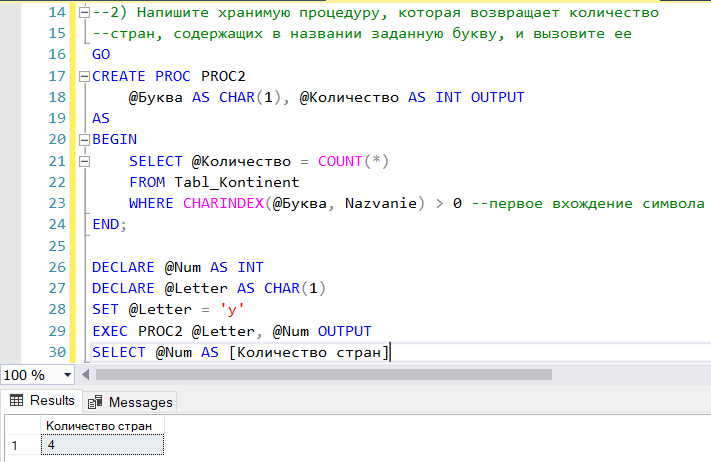 14 --2) Напишите хранимую процедуру, которая возвращает количество
15 --стран, содержащих в названии заданную букву, и вызовите ее
16 GO
17 CREATE PROC PROC2
18 @Буква AS CHAR(1), @Количество AS INT OUTPUT
19 AS
20 BEGIN
21 SELECT @Количество = COUNT(*)
22 FROM Tabl_Kontinent
23 WHERE CHARINDEX(@Буква, Nazvanie) > 0 --первое вхождение символа
24 END;
25
26 DECLARE @Num AS INT
27 DECLARE @Letter AS CHAR(1)
28 SET @Letter = 'у'
29 EXEC PROC2 @Letter, @Num OUTPUT
30 SELECT @Num AS [Количество стран]
100 %
Results Messages
Количество стран
1 4